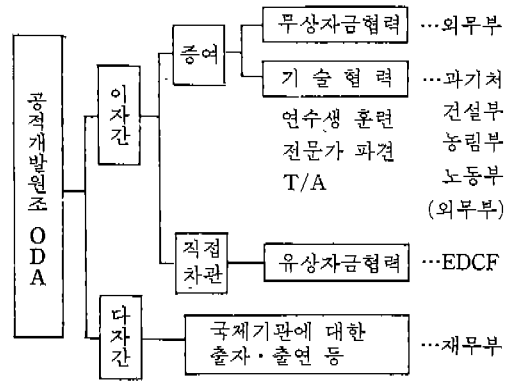 공적개발원조 ODA
이자간
증여
무상자금협력 …외무부
기술협력 …과기처
연수생 훈련 건설부
전문가 파견 농림부
T/A 노동부
(외무부)
직접
차관
유상자금협력 …EDCF
다자간
국제기관에 대한
출자·출연 등 …재무부